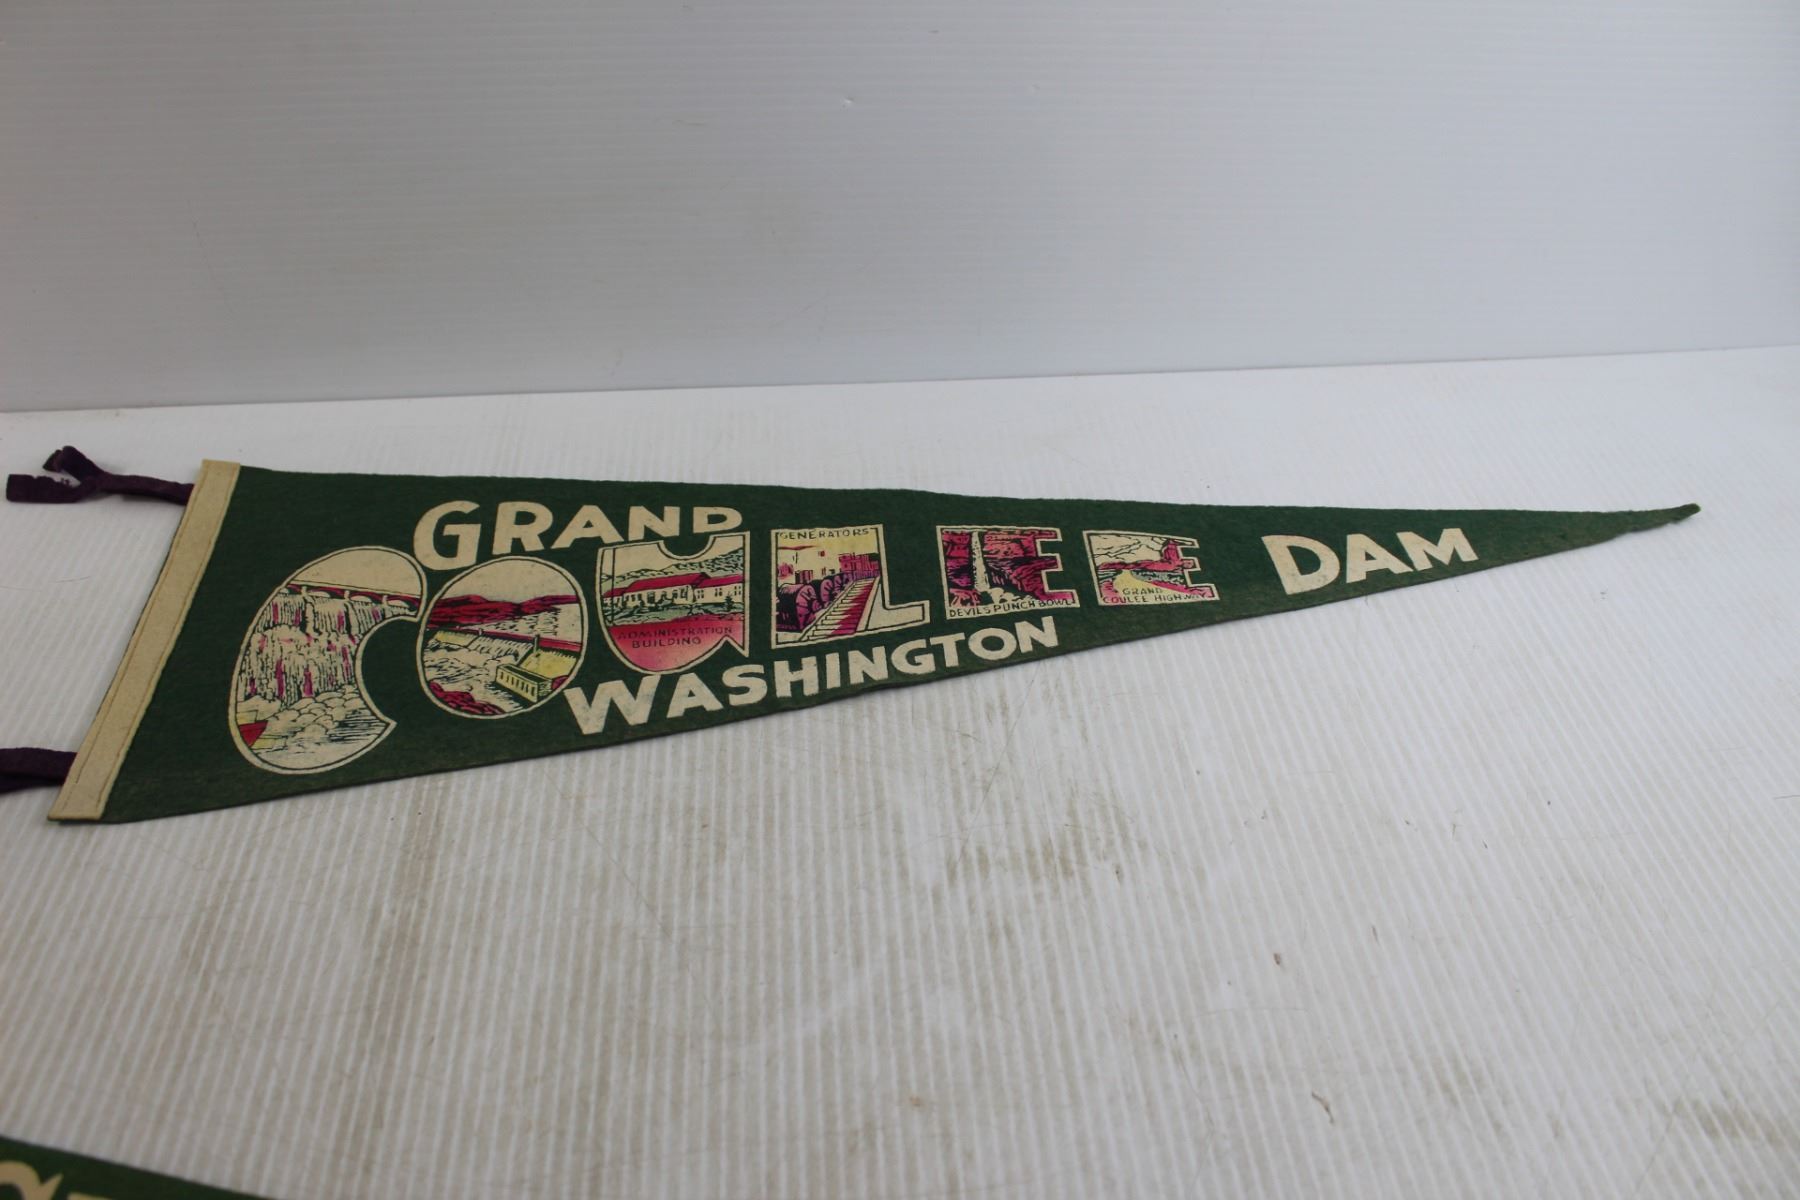 GRAND
COULEE DAM
ADMINISTRATION
BUILDING
GENERATORS
DEVILS PUNCH BOWL
GRAND
COULEE HIGHWAY
WASHINGTON